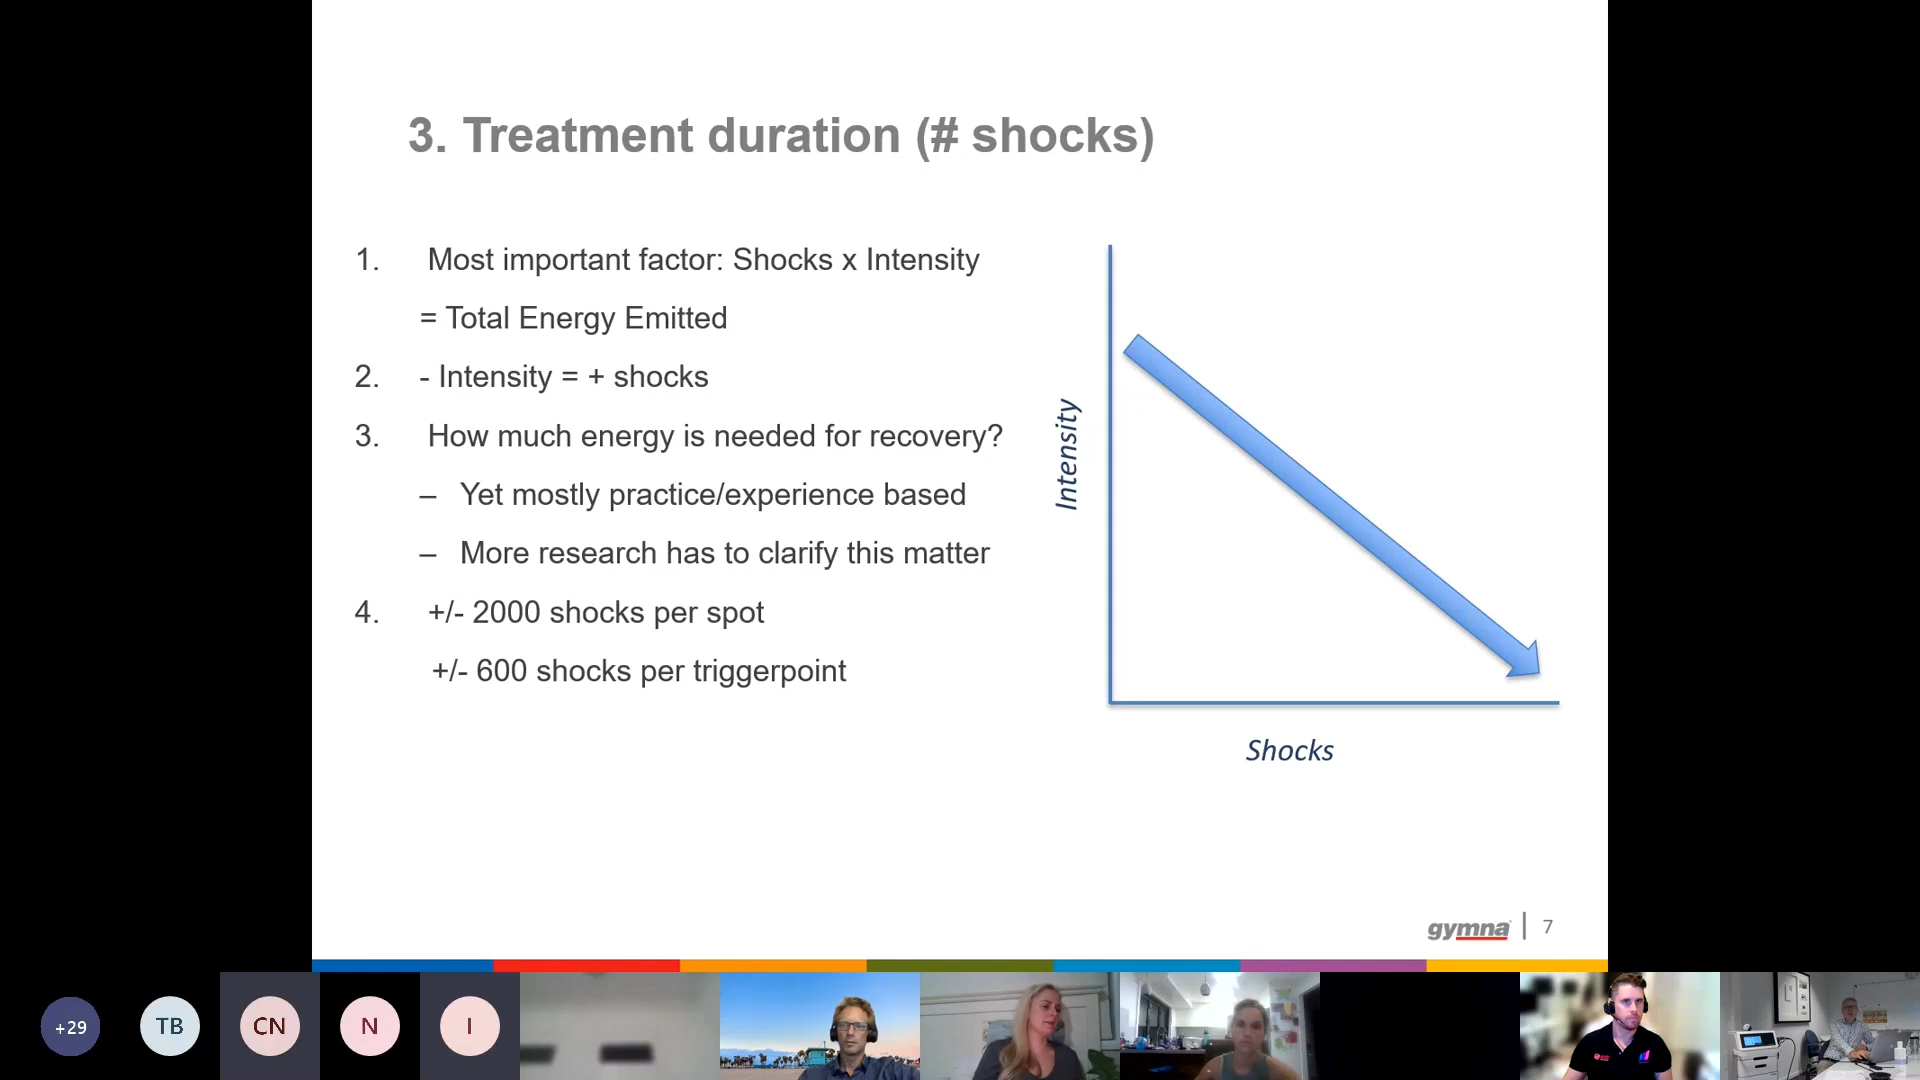 3. Treatment duration (# shocks)
1. Most important factor: Shocks x Intensity
= Total Energy Emitted
2. - Intensity = + shocks
3. How much energy is needed for recovery?
– Yet mostly practice/experience based
– More research has to clarify this matter
4. +/- 2000 shocks per spot
+/- 600 shocks per triggerpoint
Intensity
Shocks
gymna | 7
+29
TB
CN
N
I